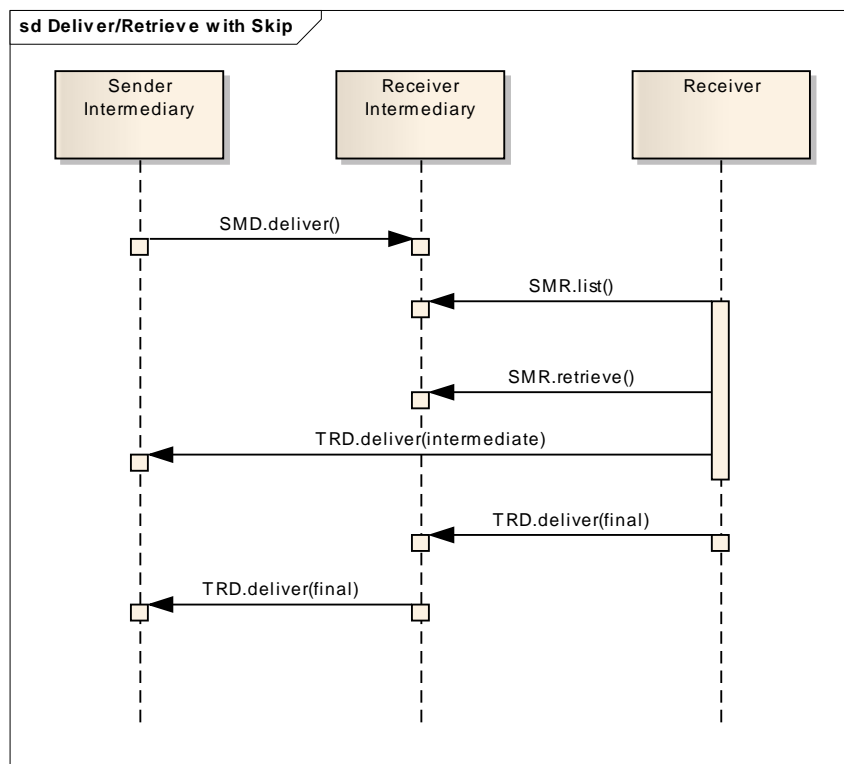 sd Deliver/Retrieve with Skip
Sender
Intermediary
Receiver
Intermediary
Receiver
SMD.deliver()
SMR.list()
SMR.retrieve()
TRD.deliver(intermediate)
TRD.deliver(final)
TRD.deliver(final)